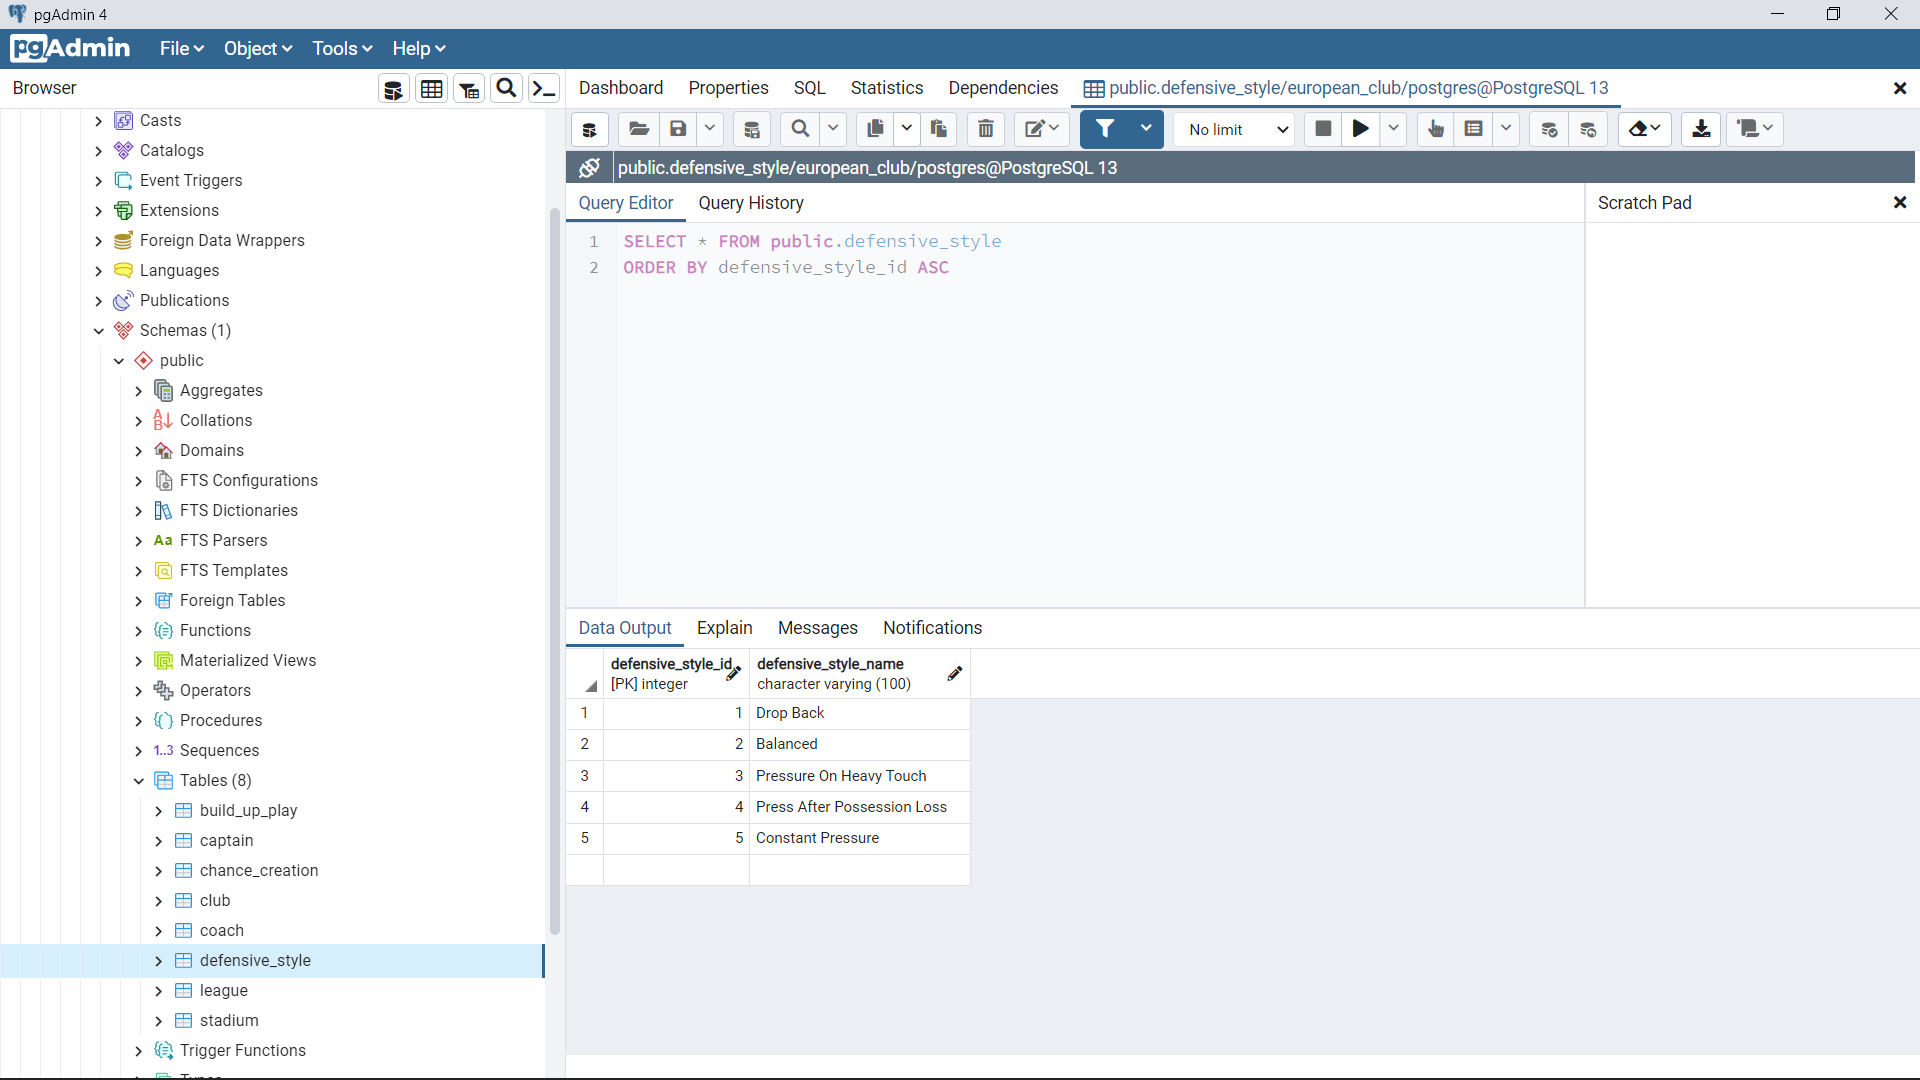 pgAdmin 4
pgAdmin File Object Tools Help
Browser
Dashboard Properties SQL Statistics Dependencies public.defensive_style/european_club/postgres@PostgreSQL 13
No limit
public.defensive_style/european_club/postgres@PostgreSQL 13
Query Editor Query History
Scratch Pad
1 SELECT * FROM public.defensive_style
2 ORDER BY defensive_style_id ASC
Casts
Catalogs
Event Triggers
Extensions
Foreign Data Wrappers
Languages
Publications
Schemas (1)
public
Aggregates
Collations
Domains
FTS Configurations
FTS Dictionaries
Aa FTS Parsers
FTS Templates
Foreign Tables
Functions
Materialized Views
Operators
Procedures
1..3 Sequences
Tables (8)
build_up_play
captain
chance_creation
club
coach
defensive_style
league
stadium
Trigger Functions
Data Output Explain Messages Notifications
defensive_style_id defensive_style_name
[PK] integer character varying (100)
1 1 Drop Back
2 2 Balanced
3 3 Pressure On Heavy Touch
4 4 Press After Possession Loss
5 5 Constant Pressure